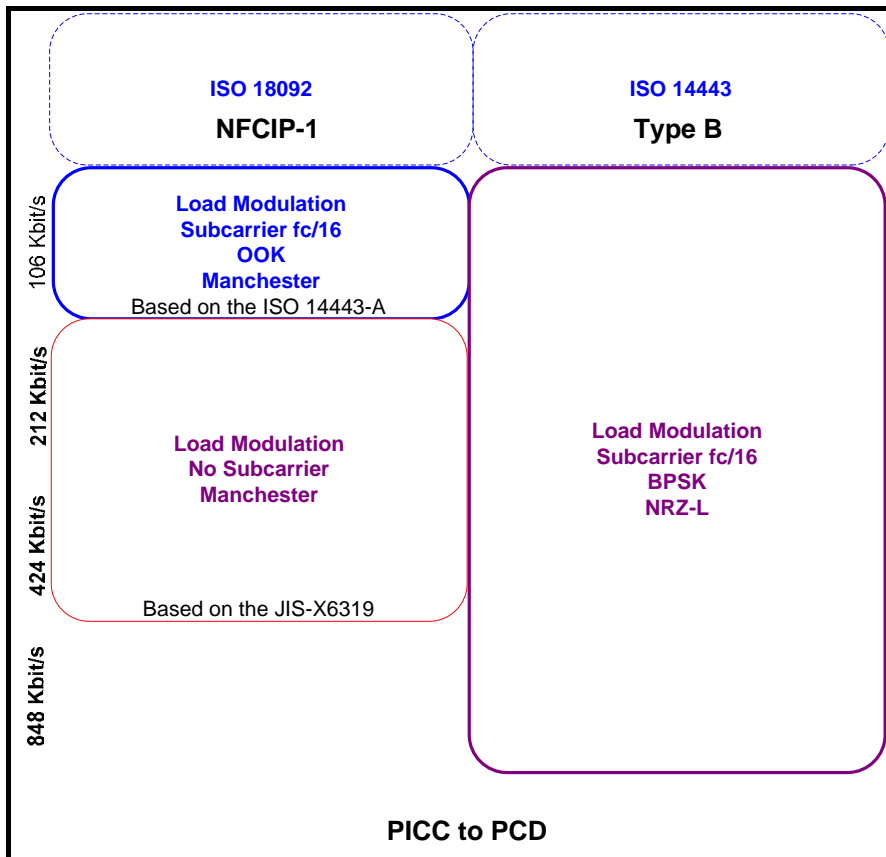 ISO 18092
NFCIP-1
ISO 14443
Type B
106 Kbit/s
Load Modulation
Subcarrier fc/16
OOK
Manchester
Based on the ISO 14443-A
212 Kbit/s
424 Kbit/s
Load Modulation
No Subcarrier
Manchester
Based on the JIS-X6319
848 Kbit/s
Load Modulation
Subcarrier fc/16
BPSK
NRZ-L
PICC to PCD